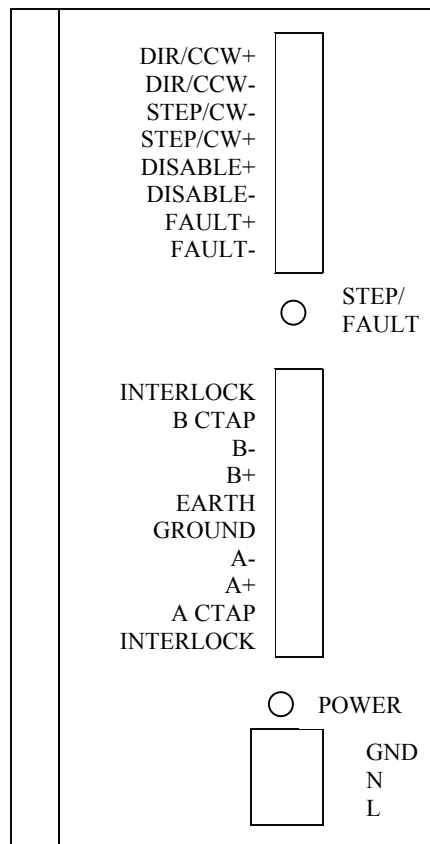 DIR/CCW+
DIR/CCW-
STEP/CW-
STEP/CW+
DISABLE+
DISABLE-
FAULT+
FAULT-
STEP/
FAULT
INTERLOCK
B CTAP
B-
B+
EARTH
GROUND
A-
A+
A CTAP
INTERLOCK
POWER
GND
N
L